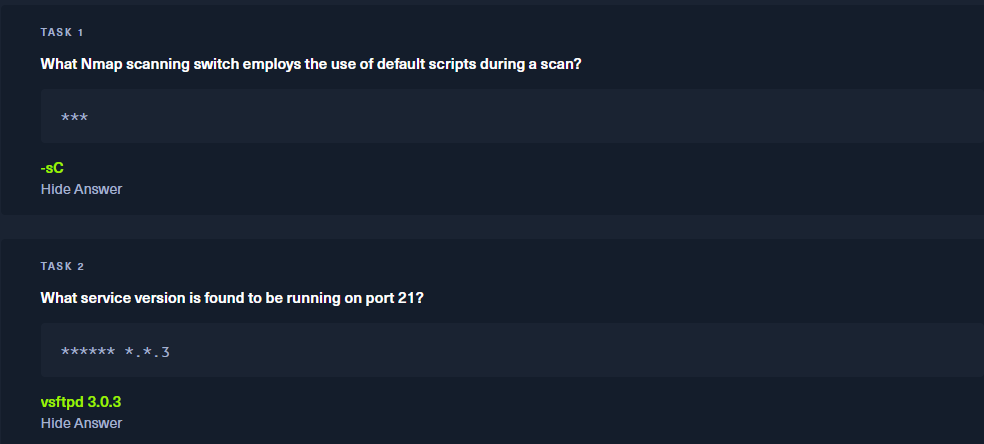 TASK 1
What Nmap scanning switch employs the use of default scripts during a scan?
***
-sC
Hide Answer
TASK 2
What service version is found to be running on port 21?
****** *.*.3
vsftpd 3.0.3
Hide Answer